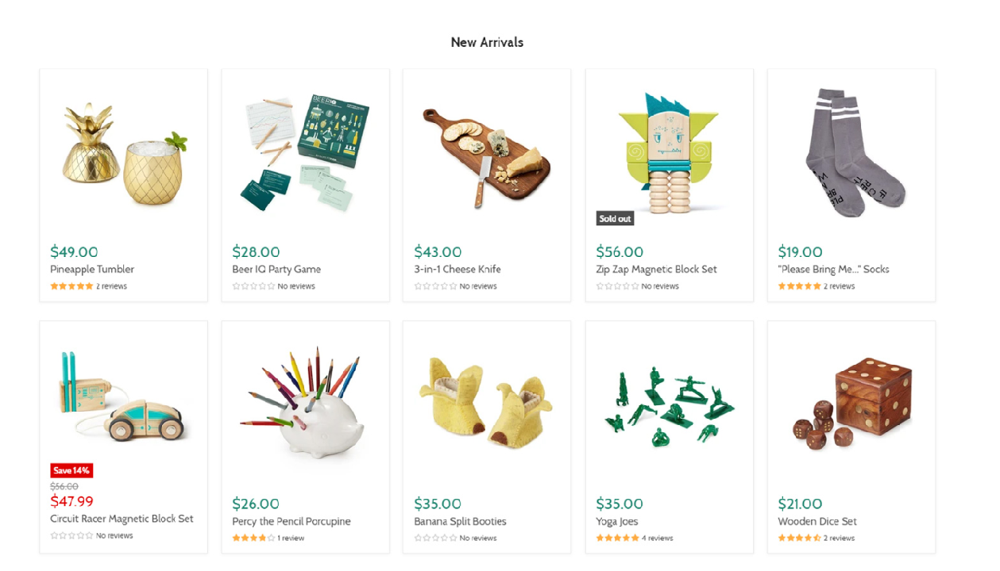 New Arrivals
Sold out
$49.00
$28.00
$43.00
$56.00
$19.00
Pineapple Tumbler
Beer IQ Party Game
3-in-1 Cheese Knife
Zip Zap Magnetic Block Set
"Please Bring Me..." Socks
2 reviews
No reviews
No reviews
No reviews
2 reviews
BEER IQ
Save 14%
$56.00
$47.99
$26.00
$35.00
$35.00
$21.00
Circuit Racer Magnetic Block Set
Percy the Pencil Porcupine
Banana Split Booties
Yoga Joes
Wooden Dice Set
No reviews
1 review
No reviews
4 reviews
2 reviews